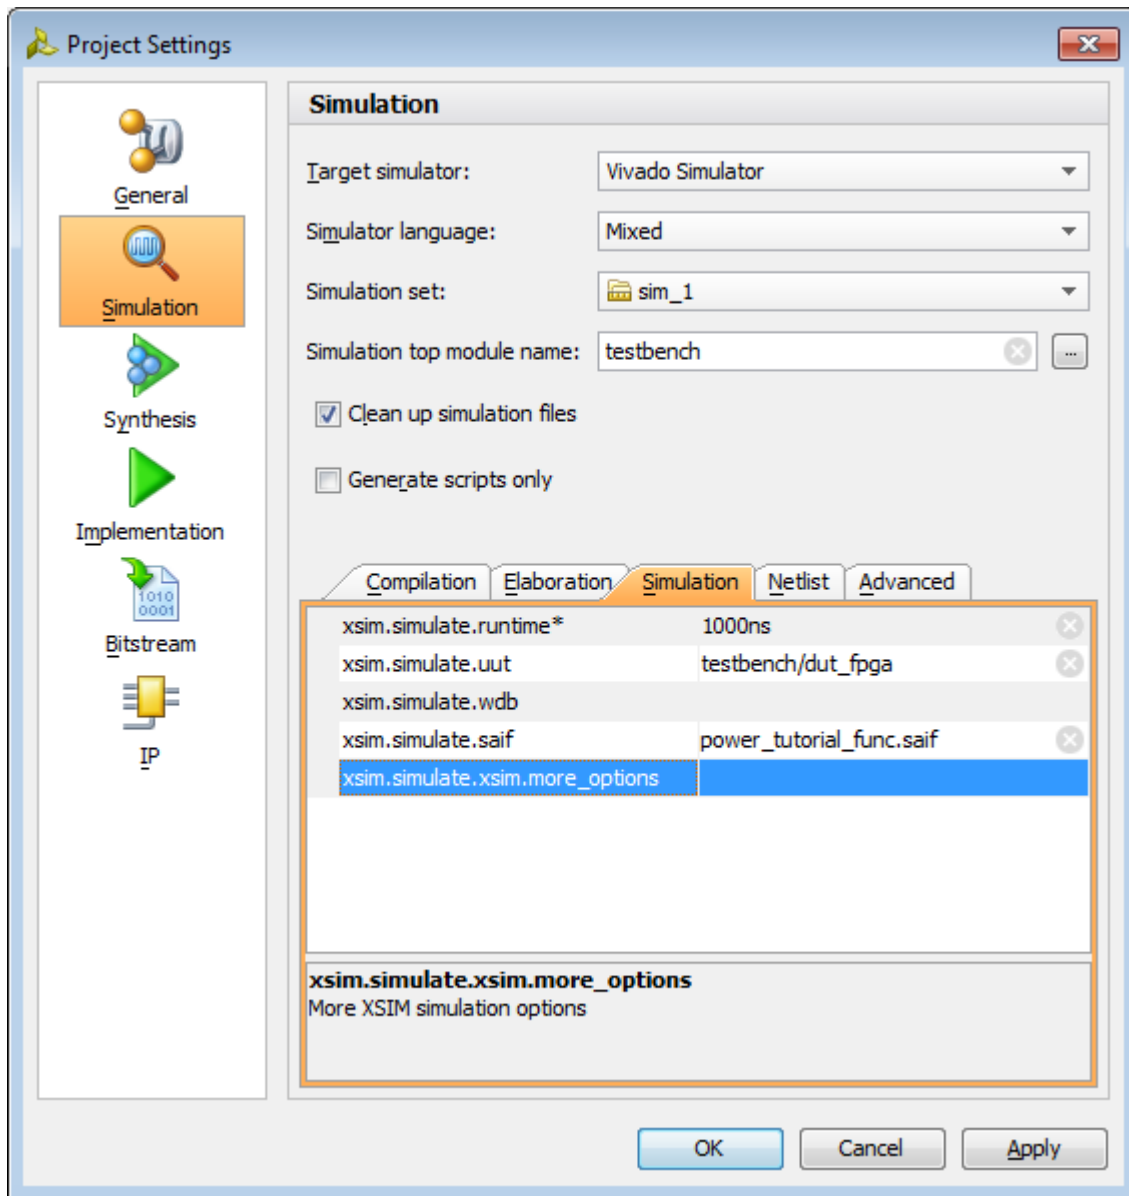 Project Settings
General
Simulation
Synthesis
Implementation
1010
0001
Bitstream
IP
Simulation
Target simulator: Vivado Simulator
Simulator language: Mixed
Simulation set: sim_1
Simulation top module name: testbench ...
Clean up simulation files
Generate scripts only
Compilation Elaboration Simulation Netlist Advanced
xsim.simulate.runtime* 1000ns
xsim.simulate.uut testbench/dut_fpga
xsim.simulate.wdb
xsim.simulate.saif power_tutorial_func.saif
xsim.simulate.xsim.more_options
xsim.simulate.xsim.more_options
More XSIM simulation options
OK Cancel Apply